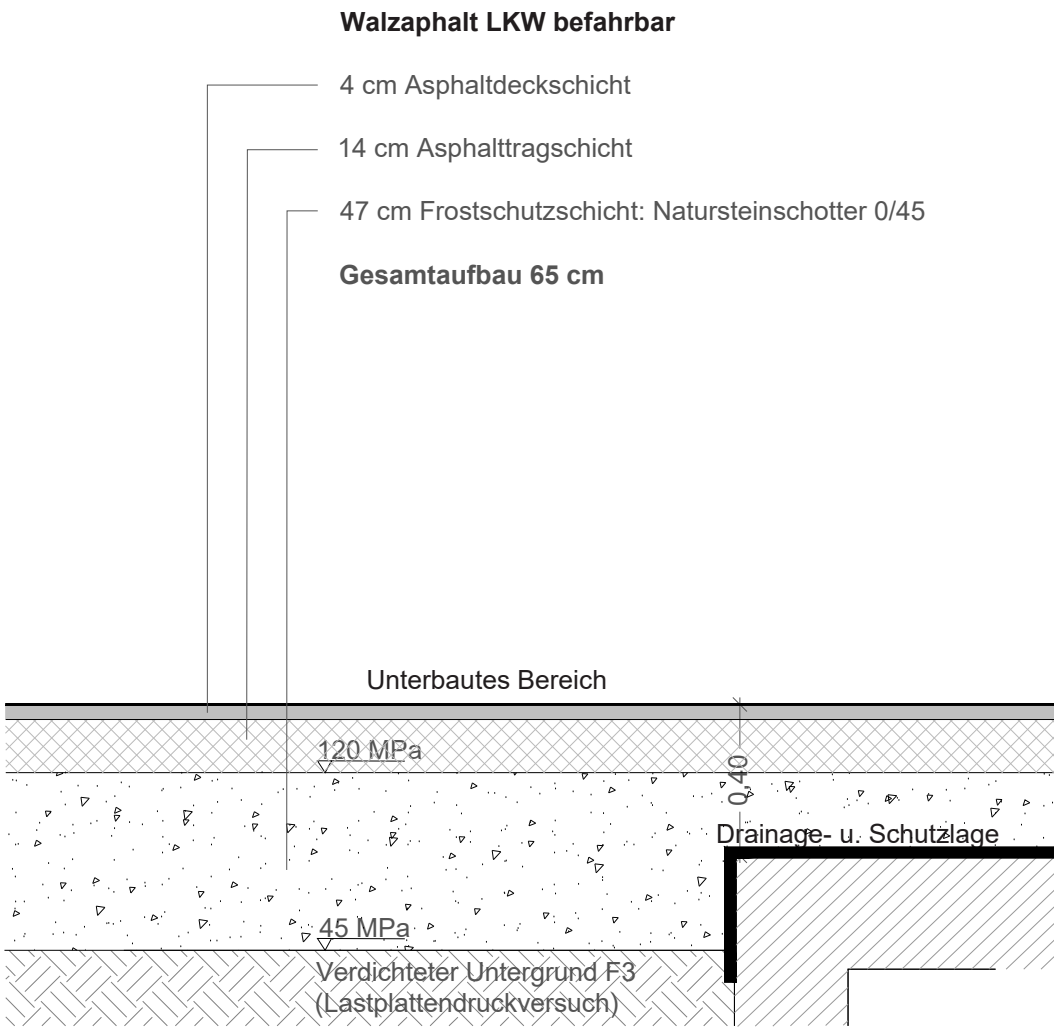 Walzaphalt LKW befahrbar
4 cm Asphaltdeckschicht
14 cm Asphalttragschicht
47 cm Frostschutzschicht: Natursteinschotter 0/45
Gesamtaufbau 65 cm
Unterbautes Bereich
120 MPa
0,40
Drainage- u. Schutzlage
45 MPa
Verdichteter Untergrund F3
(Lastplattendruckversuch)